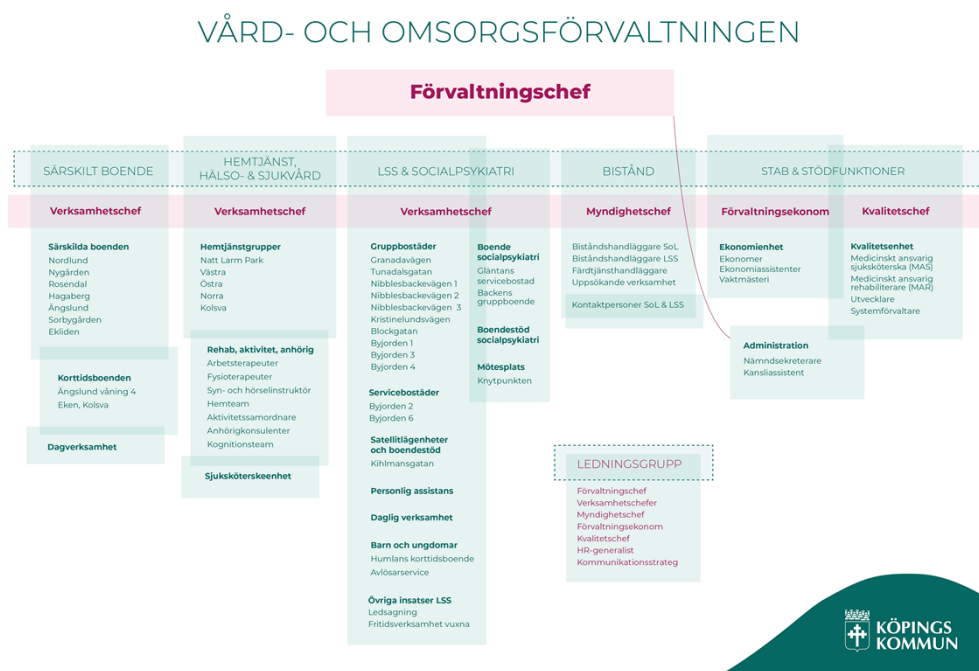 VÅRD- OCH OMSORGSFÖRVALTNINGEN
Förvaltningschef
SÄRSKILT BOENDE
Verksamhetschef
Särskilda boenden
Nordlund
Nygården
Rosendal
Hagaberg
Ängslund
Sorbygården
Ekliden
Korttidsboenden
Ängslund våning 4
Eken, Kolsva
Dagverksamhet
HEMTJÄNST,
HÄLSO- & SJUKVÅRD
Verksamhetschef
Hemtjänstgrupper
Natt Larm Park
Västra
Östra
Norra
Kolsva
Rehab, aktivitet, anhörig
Arbetsterapeuter
Fysioterapeuter
Syn- och hörselinstruktör
Hemteam
Aktivitetssamordnare
Anhörigkonsulenter
Kognitionsteam
Sjuksköterskeenhet
LSS & SOCIALPSYKIATRI
Verksamhetschef
Gruppbostäder
Granadavägen
Tunadalsgatan
Nibblesbackevägen 1
Nibblesbackevägen 2
Nibblesbackevägen 3
Kristinelundsvägen
Blockgatan
Byjorden 1
Byjorden 3
Byjorden 4
Servicebostäder
Byjorden 2
Byjorden 6
Satellitlägenheter
och boendestöd
Kihlmansgatan
Personlig assistans
Daglig verksamhet
Barn och ungdomar
Humlans korttidsboende
Avlösarservice
Övriga insatser LSS
Ledsagning
Fritidsverksamhet vuxna
Boende
socialpsykiatri
Gläntans
servicebostad
Backens
gruppboende
Boendestöd
socialpsykiatri
Mötesplats
Knytpunkten
BISTÅND
Myndighetschef
Biståndshandläggare SoL
Biståndshandläggare LSS
Färdtjänsthandläggare
Uppsökande verksamhet
Kontaktpersoner SoL & LSS
STAB & STÖDFUNKTIONER
Förvaltningsekonom
Ekonomienhet
Ekonomer
Ekonomiassistenter
Vaktmästeri
Kvalitetschef
Kvalitetsenhet
Medicinskt ansvarig
sjuksköterska (MAS)
Medicinskt ansvarig
rehabiliterare (MAR)
Utvecklare
Systemförvaltare
Administration
Nämndsekreterare
Kansliassistent
LEDNINGSGRUPP
Förvaltningschef
Verksamhetschefer
Myndighetschef
Förvaltningsekonom
Kvalitetschef
HR-generalist
Kommunikationsstrateg
KÖPINGS
KOMMUN